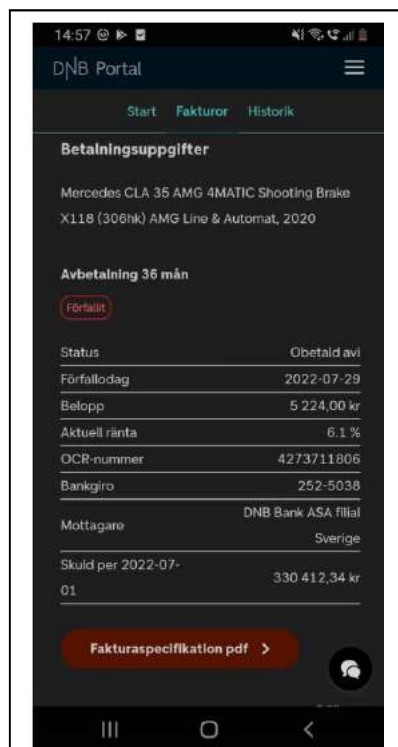 14:57
DNB Portal
Start Fakturor Historik
Betalningsuppgifter
Mercedes CLA 35 AMG 4MATIC Shooting Brake
X118 (306hk) AMG Line & Automat, 2020
Avbetalning 36 mån
Förfallit
Status Obetald avi
Förfallodag 2022-07-29
Belopp 5 224,00 kr
Aktuell ränta 6.1 %
OCR-nummer 4273711806
Bankgiro 252-5038
Mottagare DNB Bank ASA filial
Sverige
Skuld per 2022-07-
01 330 412,34 kr
Fakturaspecifikation pdf